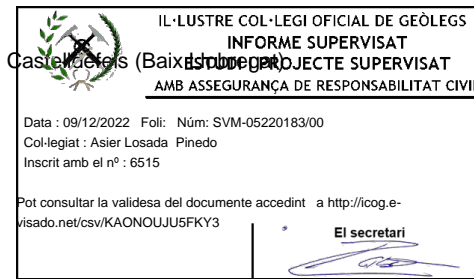 IL·LUSTRE COL·LEGI OFICIAL DE GEÒLEGS
INFORME SUPERVISAT
Castelldefels (Baix Llobregat)
ESTUDI I PROJECTE SUPERVISAT
AMB ASSEGURANÇA DE RESPONSABILITAT CIVIL
Data : 09/12/2022 Foli: Núm: SVM-05220183/00
Col·legiat : Asier Losada Pinedo
Inscrit amb el nº : 6515
Pot consultar la validesa del documente accedint a http://icog.e-
visado.net/csv/KAONOUJU5FKY3
El secretari